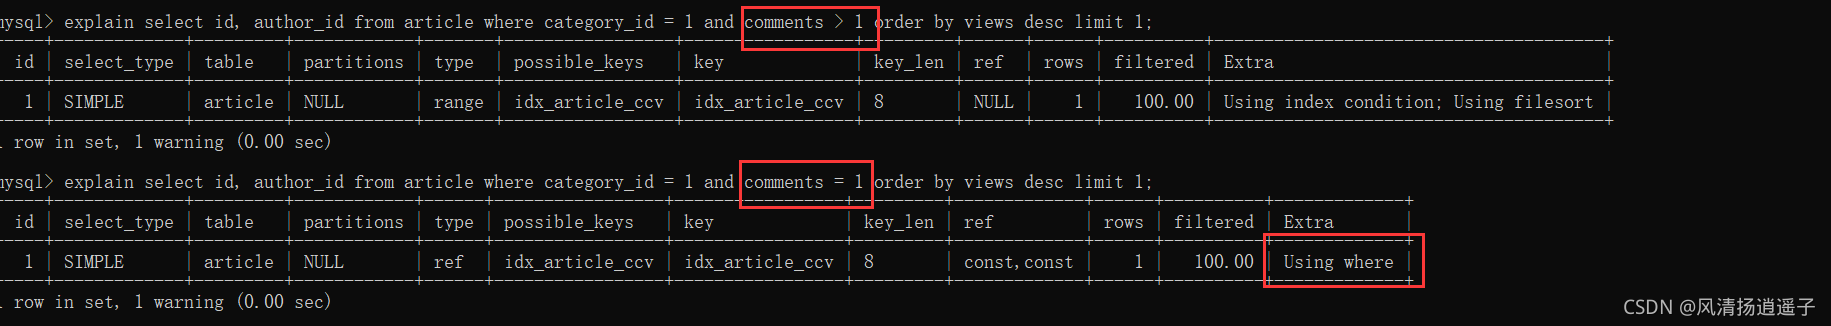 mysql> explain select id, author_id from article where category_id = 1 and comments > 1 order by views desc limit 1;
id | select_type | table | partitions | type | possible_keys | key | key_len | ref | rows | filtered | Extra |
1 | SIMPLE | article | NULL | range | idx_article_ccv | idx_article_ccv | 8 | NULL | 1 | 100.00 | Using index condition; Using filesort |
1 row in set, 1 warning (0.00 sec)
mysql> explain select id, author_id from article where category_id = 1 and comments = 1 order by views desc limit 1;
id | select_type | table | partitions | type | possible_keys | key | key_len | ref | rows | filtered | Extra |
1 | SIMPLE | article | NULL | ref | idx_article_ccv | idx_article_ccv | 8 | const,const | 1 | 100.00 | Using where |
1 row in set, 1 warning (0.00 sec)
CSDN @风清扬逍遥子